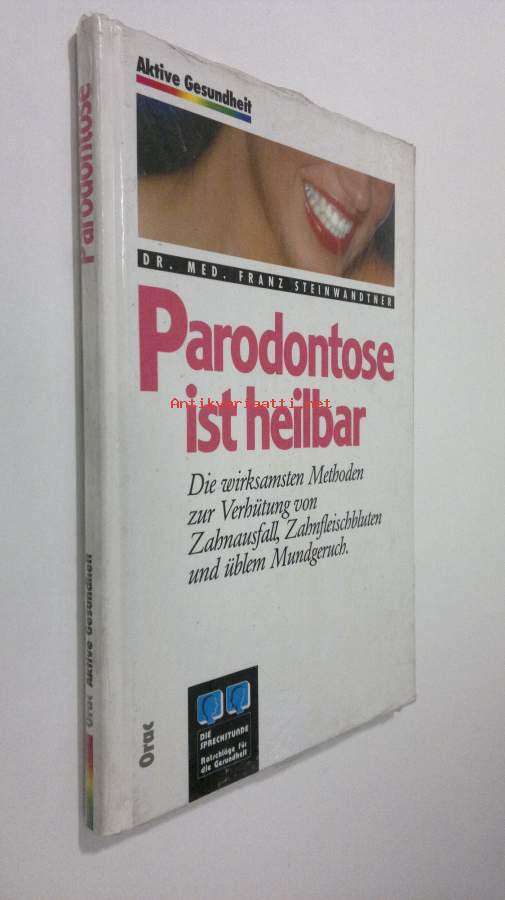 Aktive Gesundheit
DR. MED. FRANZ STEINWANDTNER
Parodontose
ist heilbar
Antikvariaatti.net
Die wirksamsten Methoden
zur Verhütung von
Zahnausfall, Zahnfleischbluten
und üblem Mundgeruch.
DIE
SPRECHSTUNDE
Ratschläge für
die Gesundheit
Orac
Parodontose
Orac Aktive Gesundheit